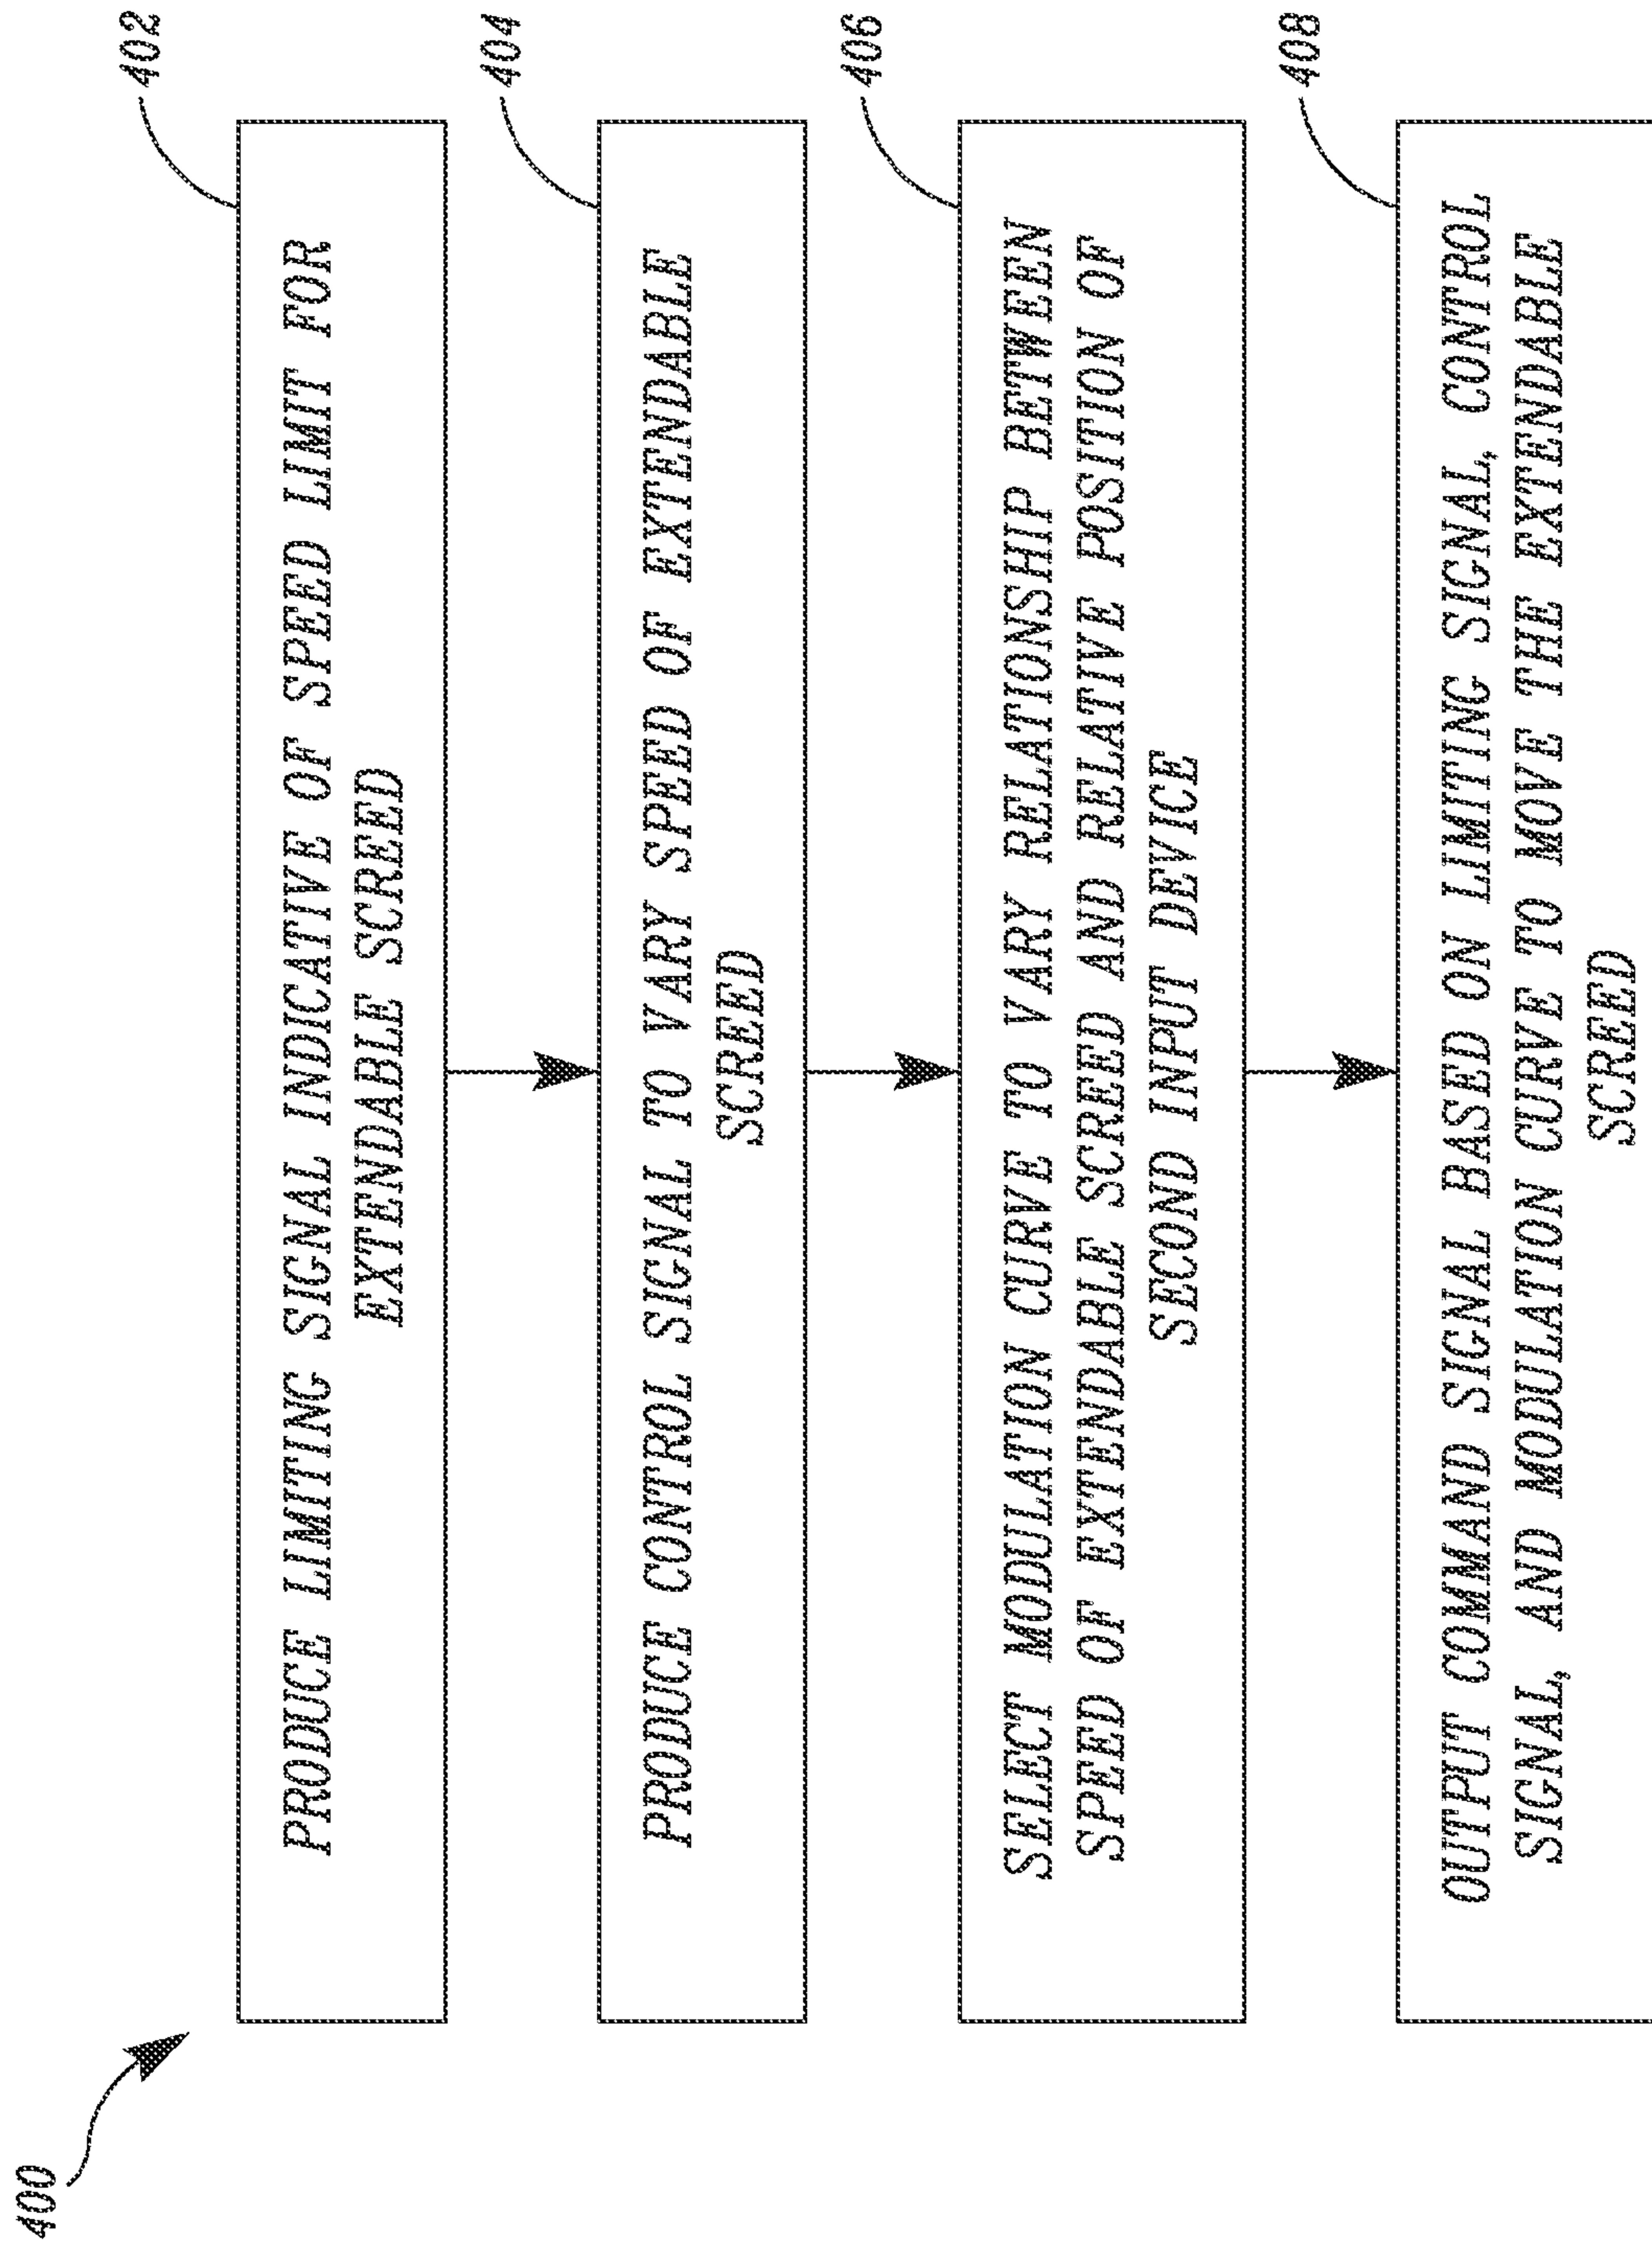 400
402
PRODUCE LIMITING SIGNAL INDICATIVE OF SPEED LIMIT FOR
EXTENDABLE SCREED
404
PRODUCE CONTROL SIGNAL TO VARY SPEED OF EXTENDABLE
SCREED
406
SELECT MODULATION CURVE TO VARY RELATIONSHIP BETWEEN
SPEED OF EXTENDABLE SCREED AND RELATIVE POSITION OF
SECOND INPUT DEVICE
408
OUTPUT COMMAND SIGNAL BASED ON LIMITING SIGNAL, CONTROL
SIGNAL, AND MODULATION CURVE TO MOVE THE EXTENDABLE
SCREED